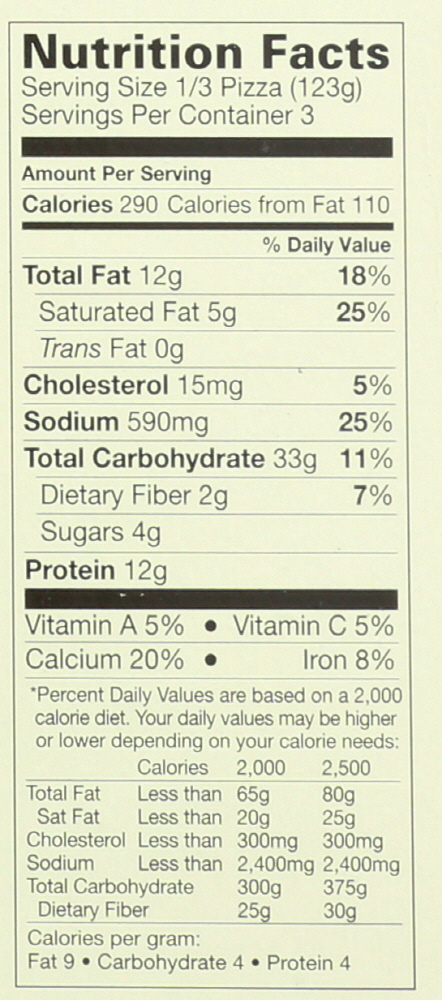 Nutrition Facts
Serving Size 1/3 Pizza (123g)
Servings Per Container 3
Amount Per Serving
Calories 290 Calories from Fat 110
% Daily Value
Total Fat 12g 18%
Saturated Fat 5g 25%
Trans Fat 0g
Cholesterol 15mg 5%
Sodium 590mg 25%
Total Carbohydrate 33g 11%
Dietary Fiber 2g 7%
Sugars 4g
Protein 12g
Vitamin A 5% • Vitamin C 5%
Calcium 20% • Iron 8%
*Percent Daily Values are based on a 2,000
calorie diet. Your daily values may be higher
or lower depending on your calorie needs:
Calories 2,000 2,500
Total Fat Less than 65g 80g
Sat Fat Less than 20g 25g
Cholesterol Less than 300mg 300mg
Sodium Less than 2,400mg 2,400mg
Total Carbohydrate 300g 375g
Dietary Fiber 25g 30g
Calories per gram:
Fat 9 • Carbohydrate 4 • Protein 4